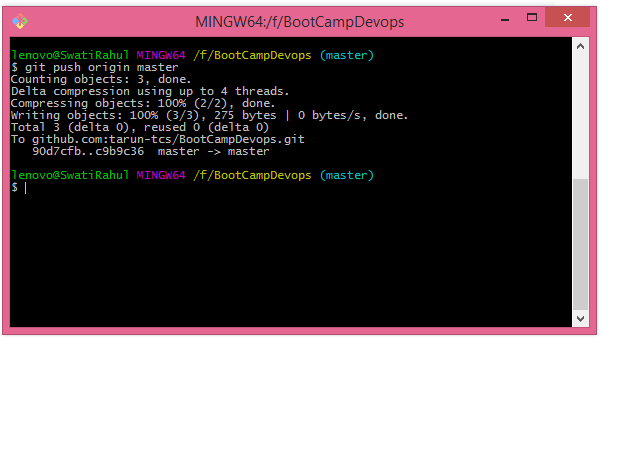 MINGW64:/f/BootCampDevops
lenovo@SwatiRahul MINGW64 /f/BootCampDevops (master)
$ git push origin master
Counting objects: 3, done.
Delta compression using up to 4 threads.
Compressing objects: 100% (2/2), done.
Writing objects: 100% (3/3), 275 bytes | 0 bytes/s, done.
Total 3 (delta 0), reused 0 (delta 0)
To github.com:tarun-tcs/BootCampDevops.git
   90d7cfb..c9b9c36  master -> master
lenovo@SwatiRahul MINGW64 /f/BootCampDevops (master)
$